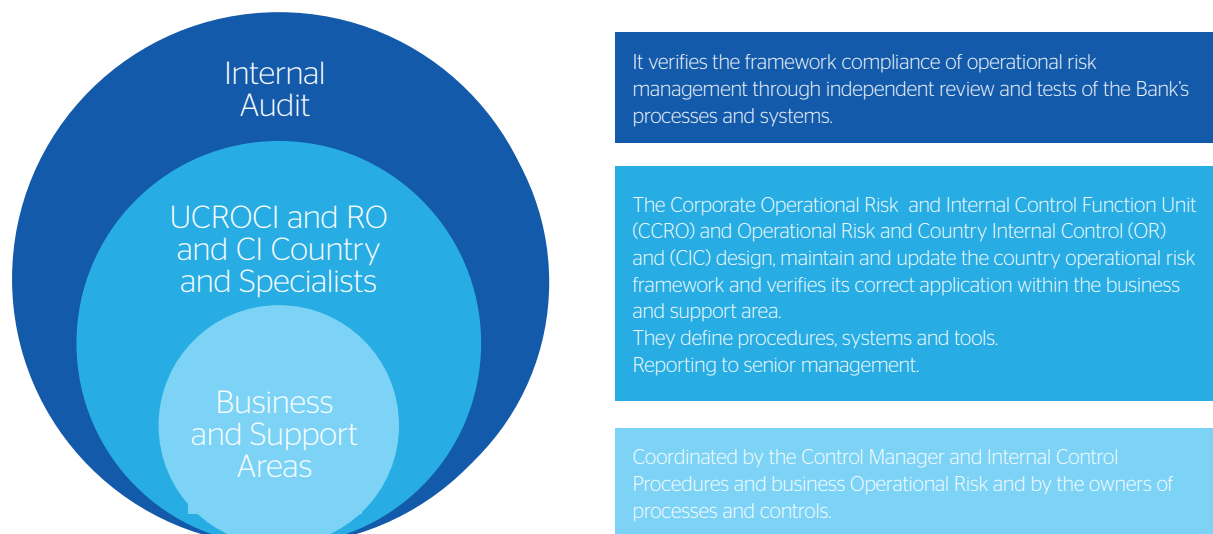 Internal
Audit
It verifies the framework compliance of operational risk
management through independent review and tests of the Bank's
processes and systems.
UCROCI and RO
and CI Country
and Specialists
The Corporate Operational Risk and Internal Control Function Unit
(CCRO) and Operational Risk and Country Internal Control (OR)
and (CIC) design, maintain and update the country operational risk
framework and verifies its correct application within the business
and support area.
They define procedures, systems and tools.
Reporting to senior management.
Business
and Support
Areas
Coordinated by the Control Manager and Internal Control
Procedures and business Operational Risk and by the owners of
processes and controls.